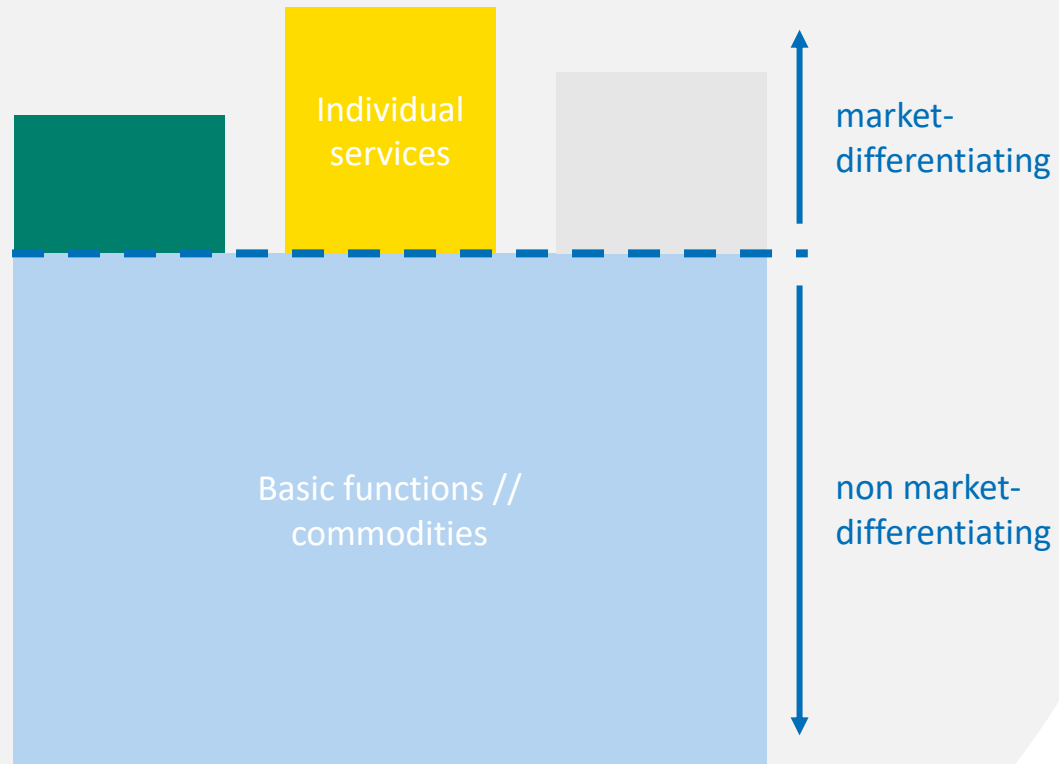 Individual
services
market-
differentiating
Basic functions //
commodities
non market-
differentiating